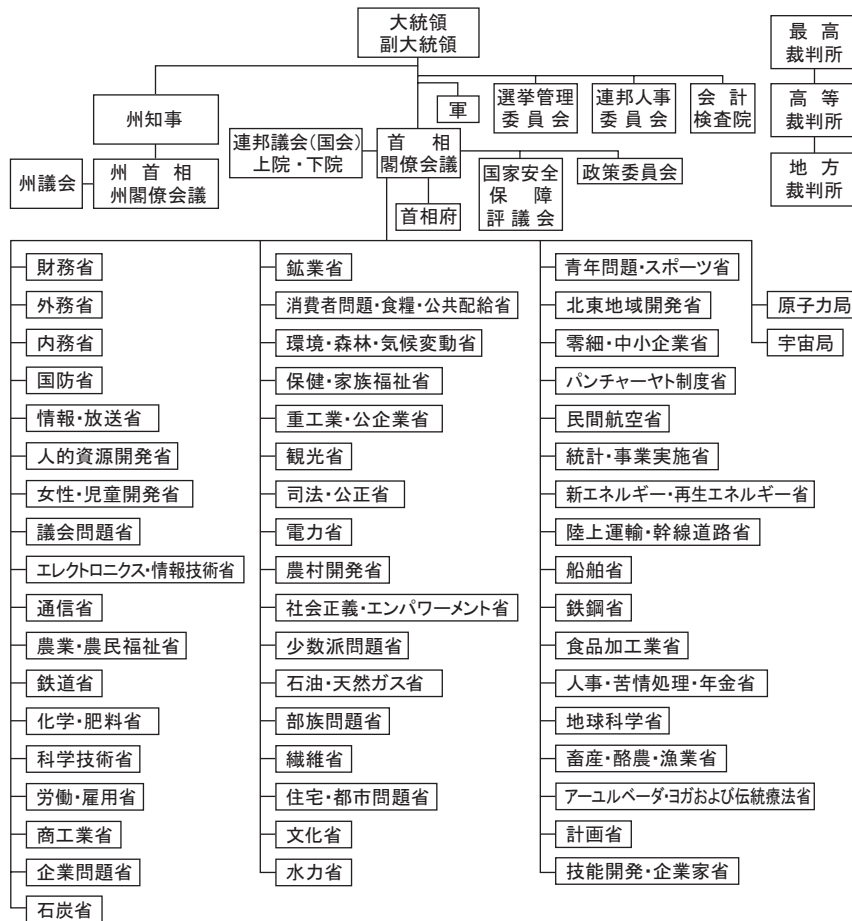 大統領
副大統領
最高
裁判所
州知事
軍
選挙管理
委員会
連邦人事
委員会
会計
検査院
高等
裁判所
州議会
州首相
州閣僚会議
連邦議会(国会)
上院・下院
首相
閣僚会議
国家安全
保障
評議会
政策委員会
地方
裁判所
首相府
財務省
外務省
内務省
国防省
情報・放送省
人的資源開発省
女性・児童開発省
議会問題省
エレクトロニクス・情報技術省
通信省
農業・農民福祉省
鉄道省
化学・肥料省
科学技術省
労働・雇用省
商工業省
企業問題省
石炭省
鉱業省
消費者問題・食糧・公共配給省
環境・森林・気候変動省
保健・家族福祉省
重工業・公企業省
観光省
司法・公正省
電力省
農村開発省
社会正義・エンパワーメント省
少数派問題省
石油・天然ガス省
部族問題省
繊維省
住宅・都市問題省
文化省
水力省
青年問題・スポーツ省
北東地域開発省
零細・中小企業省
パンチャーヤト制度省
民間航空省
統計・事業実施省
新エネルギー・再生エネルギー省
陸上運輸・幹線道路省
船舶省
鉄鋼省
食品加工業省
人事・苦情処理・年金省
地球科学省
畜産・酪農・漁業省
アーユルベーダ・ヨガおよび伝統療法省
計画省
技能開発・企業家省
原子力局
宇宙局